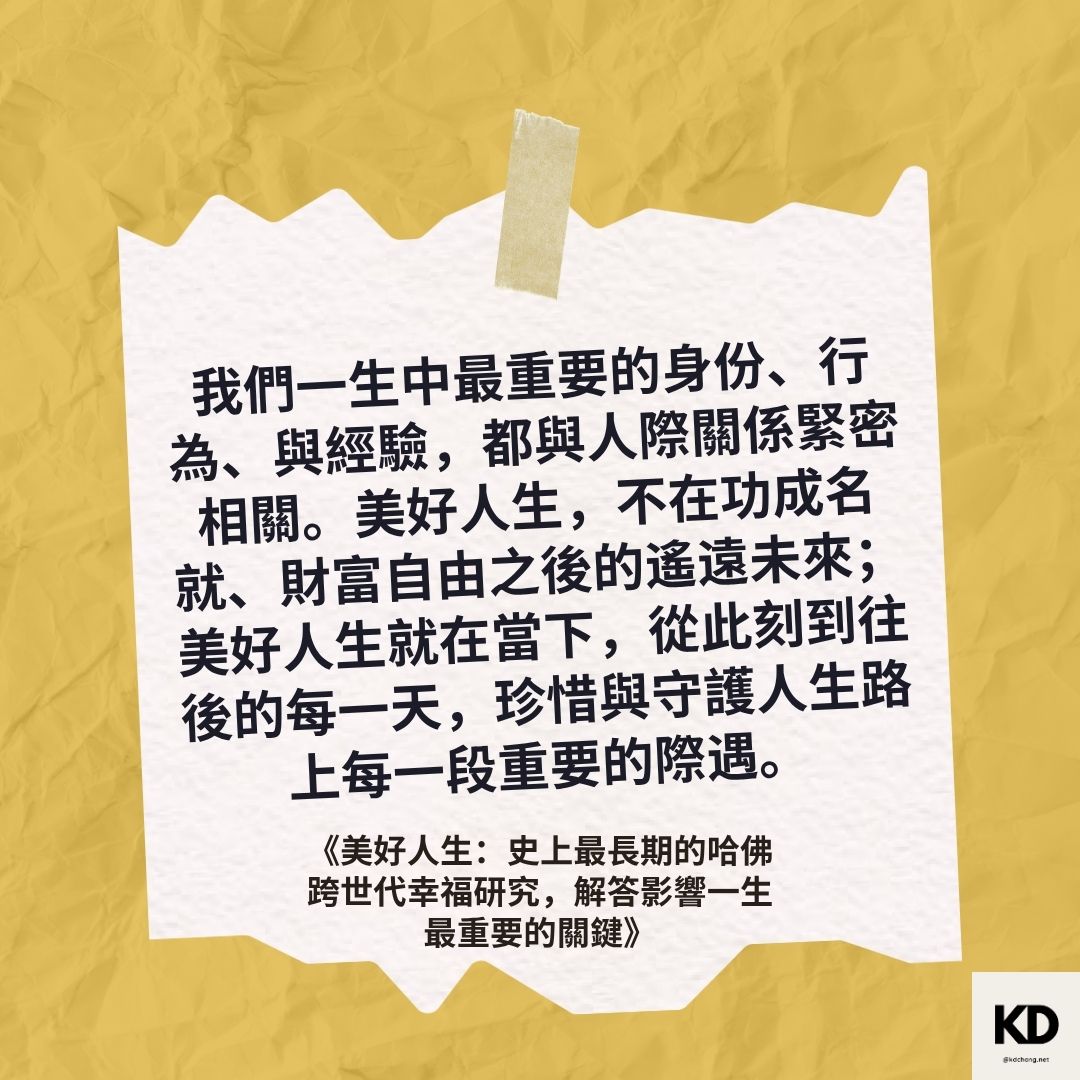 我們一生中最重要的身份、行
為、與經驗，都與人際關係緊密
相關。美好人生，不在功成名
就、財富自由之後的遙遠未來；
美好人生就在當下，從此刻到往
後的每一天，珍惜與守護人生路
上每一段重要的際遇。
《美好人生：史上最長期的哈佛
跨世代幸福研究，解答影響一生
最重要的關鍵》
KD
@kdchong.net